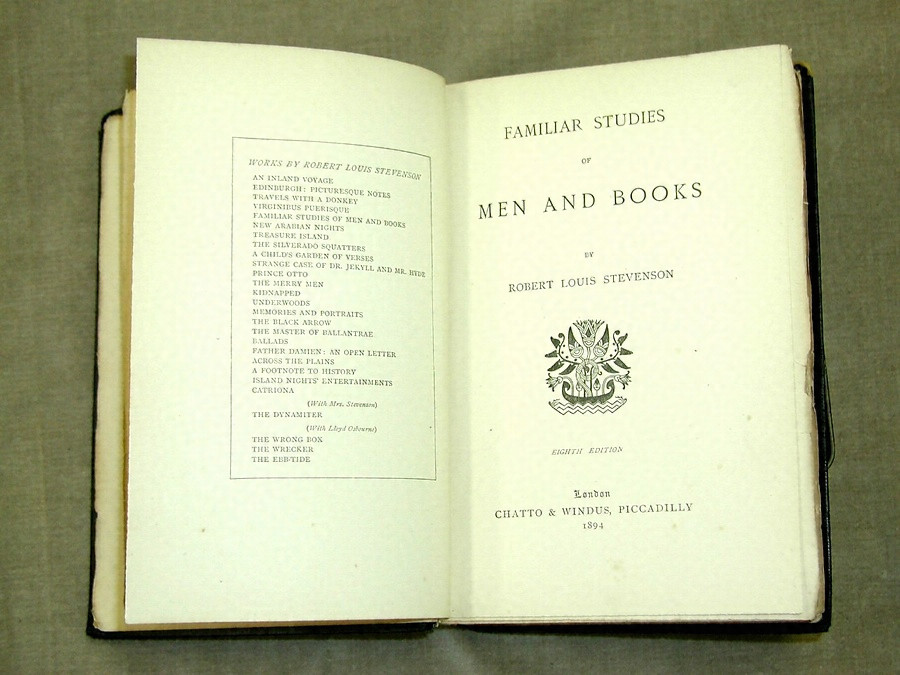 WORKS BY ROBERT LOUIS STEVENSON
AN INLAND VOYAGE
EDINBURGH: PICTURESQUE NOTES
TRAVELS WITH A DONKEY
VIRGINIBUS PUERISQUE
FAMILIAR STUDIES OF MEN AND BOOKS
NEW ARABIAN NIGHTS
TREASURE ISLAND
THE SILVERADO SQUATTERS
A CHILD'S GARDEN OF VERSES
STRANGE CASE OF DR. JEKYLL AND MR. HYDE
PRINCE OTTO
THE MERRY MEN
KIDNAPPED
UNDERWOODS
MEMORIES AND PORTRAITS
THE BLACK ARROW
THE MASTER OF BALLANTRAE
BALLADS
FATHER DAMIEN: AN OPEN LETTER
ACROSS THE PLAINS
A FOOTNOTE TO HISTORY
ISLAND NIGHTS' ENTERTAINMENTS
CATRIONA
(With Mrs. Stevenson)
THE DYNAMITER
(With Lloyd Osbourne)
THE WRONG BOX
THE WRECKER
THE EBB-TIDE
FAMILIAR STUDIES
OF
MEN AND BOOKS
BY
ROBERT LOUIS STEVENSON
EIGHTH EDITION
London
CHATTO & WINDUS, PICCADILLY
1894